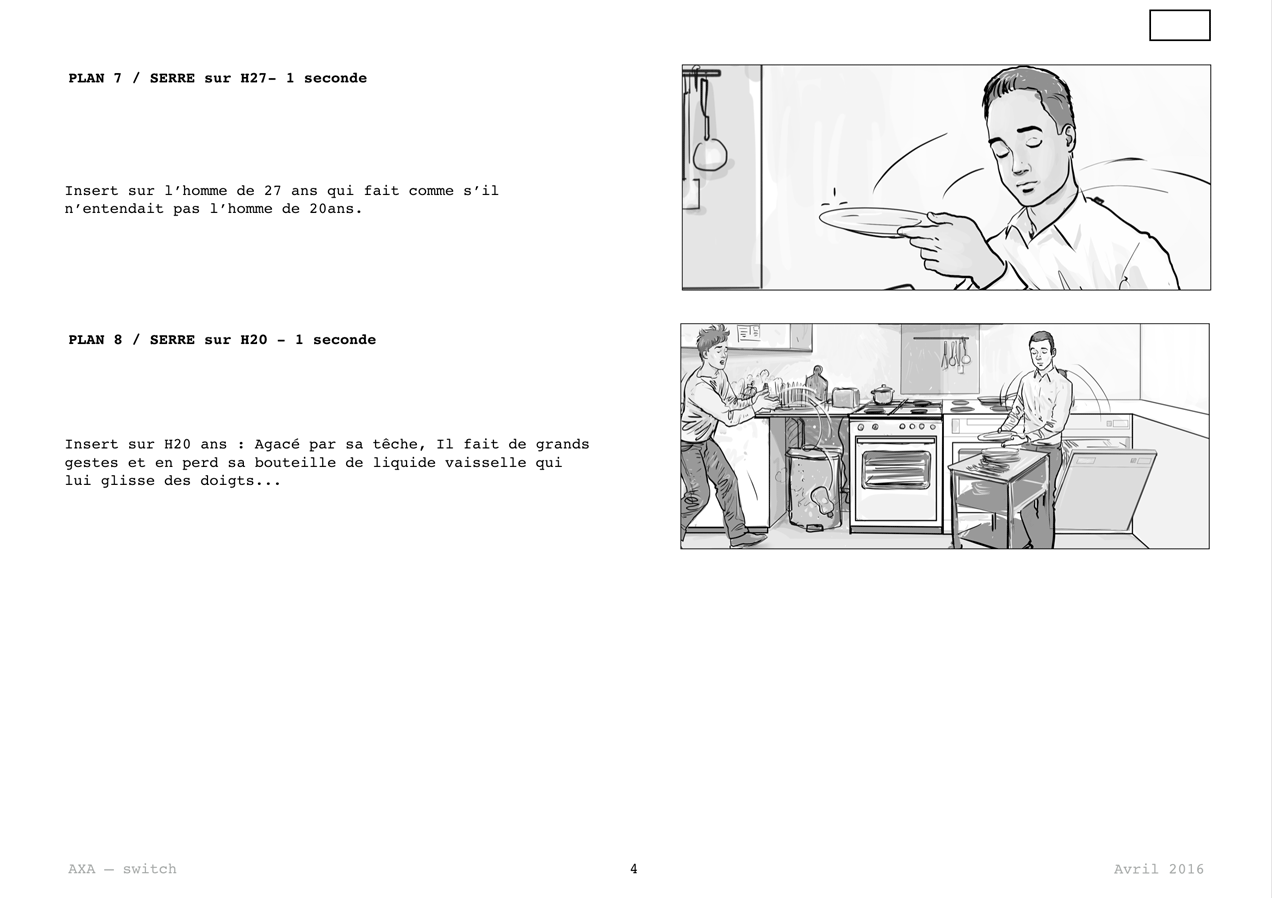 PLAN 7 / SERRE sur H27- 1 seconde
Insert sur l’homme de 27 ans qui fait comme s’il
n’entendait pas l’homme de 20ans.
PLAN 8 / SERRE sur H20 - 1 seconde
Insert sur H20 ans : Agacé par sa têche, Il fait de grands
gestes et en perd sa bouteille de liquide vaisselle qui
lui glisse des doigts...
AXA – switch
4
Avril 2016